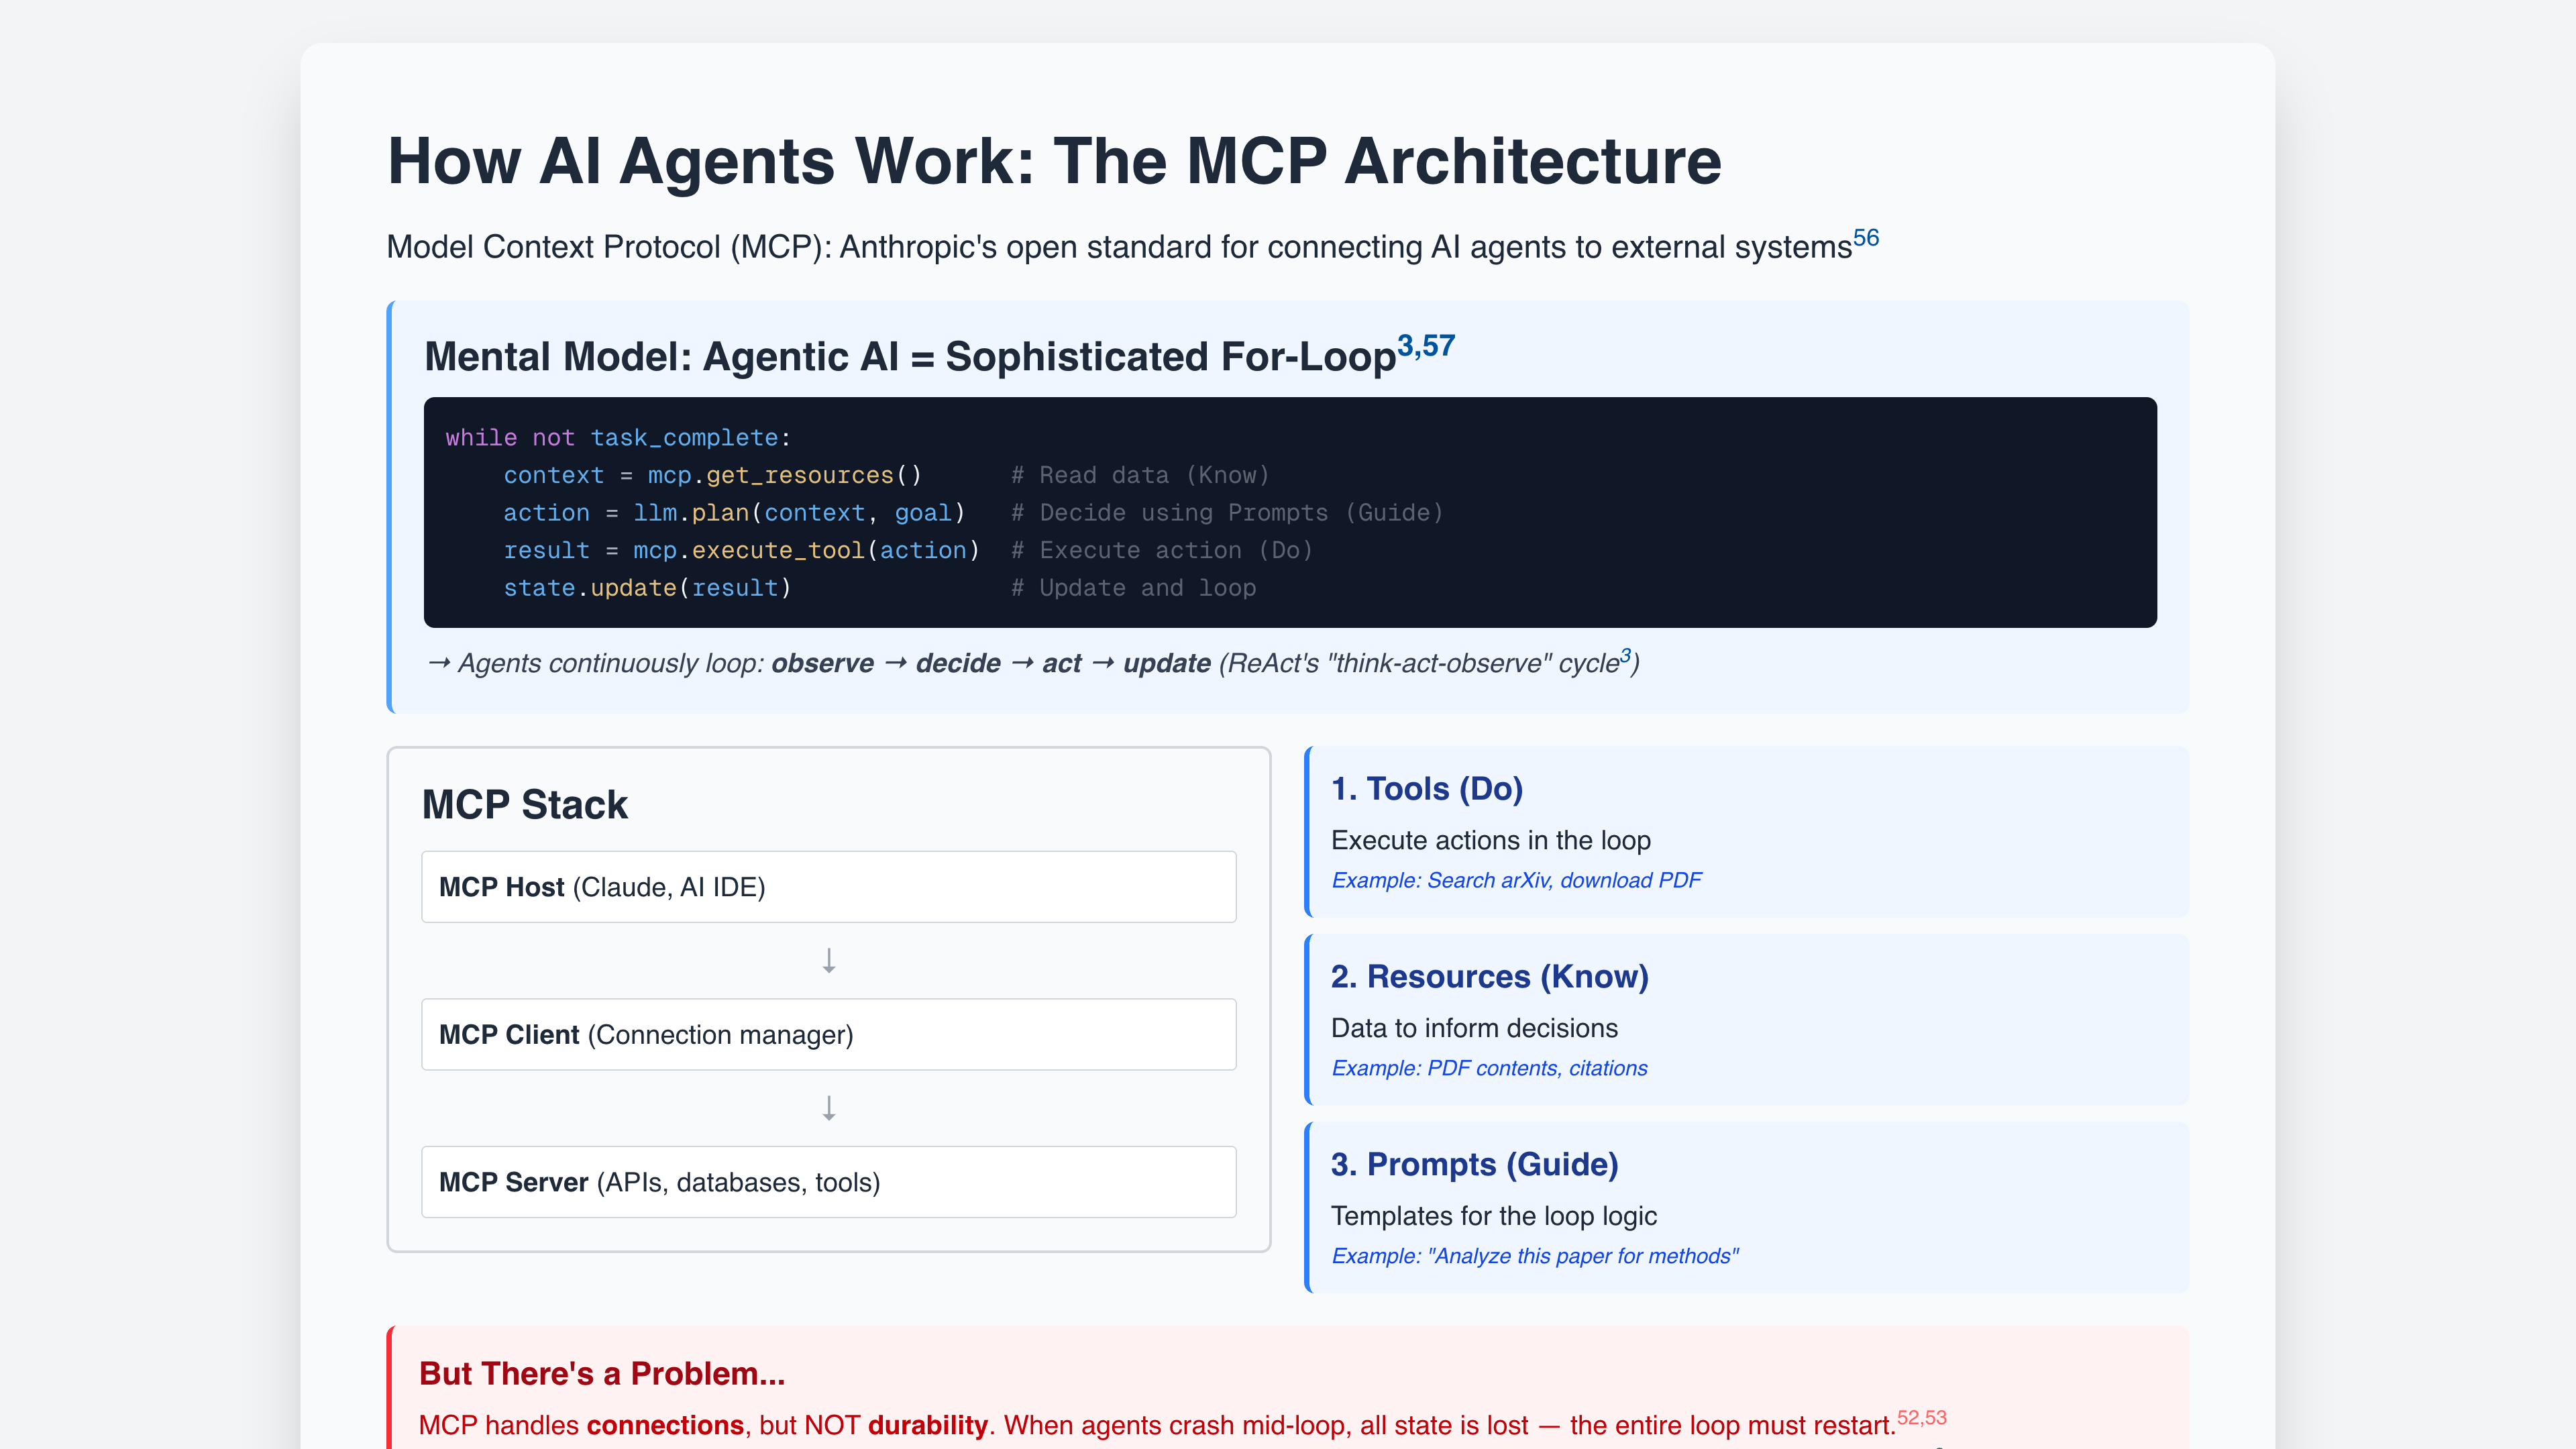 How AI Agents Work: The MCP Architecture
Model Context Protocol (MCP): Anthropic's open standard for connecting AI agents to external systems56
Mental Model: Agentic AI = Sophisticated For-Loop3,57
while not task_complete:
    context = mcp.get_resources()      # Read data (Know)
    action = llm.plan(context, goal)   # Decide using Prompts (Guide)
    result = mcp.execute_tool(action)  # Execute action (Do)
    state.update(result)               # Update and loop
→ Agents continuously loop: observe → decide → act → update (ReAct's "think-act-observe" cycle3)
MCP Stack
MCP Host (Claude, AI IDE)
↓
MCP Client (Connection manager)
↓
MCP Server (APIs, databases, tools)
1. Tools (Do)
Execute actions in the loop
Example: Search arXiv, download PDF
2. Resources (Know)
Data to inform decisions
Example: PDF contents, citations
3. Prompts (Guide)
Templates for the loop logic
Example: "Analyze this paper for methods"
But There's a Problem...
MCP handles connections, but NOT durability. When agents crash mid-loop, all state is lost — the entire loop must restart.52,53